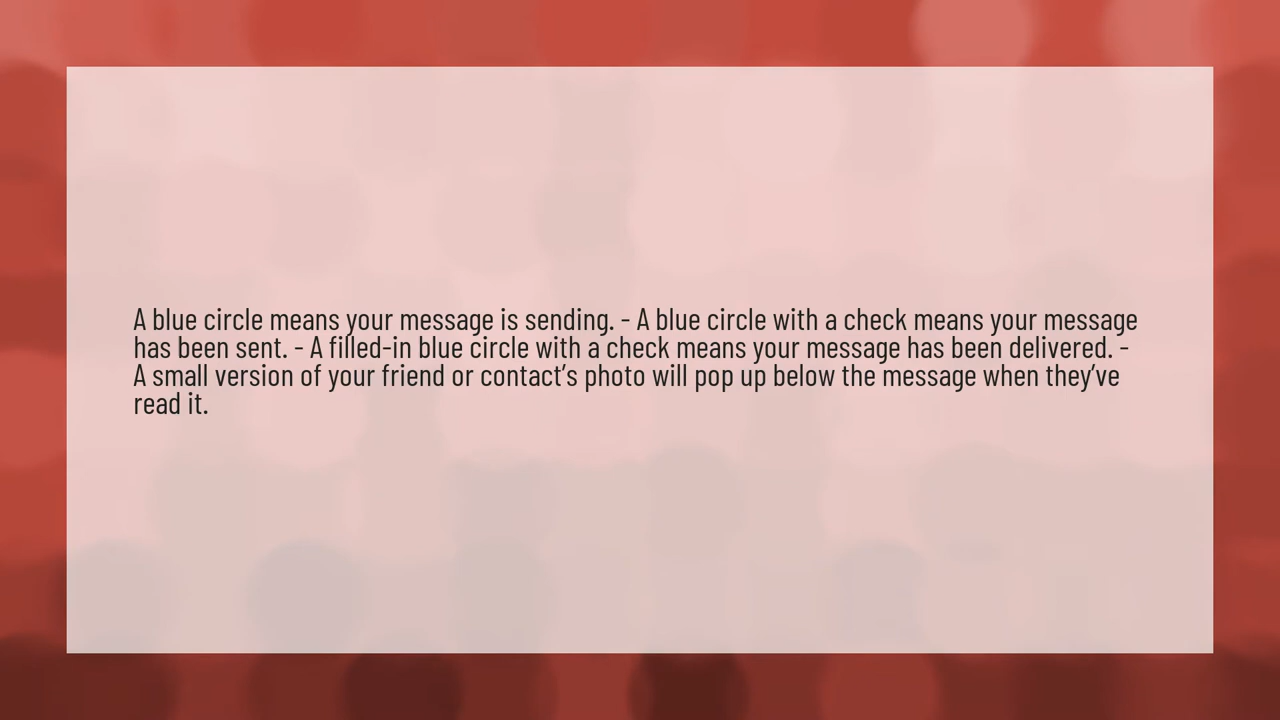 A blue circle means your message is sending. - A blue circle with a check means your message
has been sent. - A filled-in blue circle with a check means your message has been delivered. -
A small version of your friend or contact’s photo will pop up below the message when they’ve
read it.